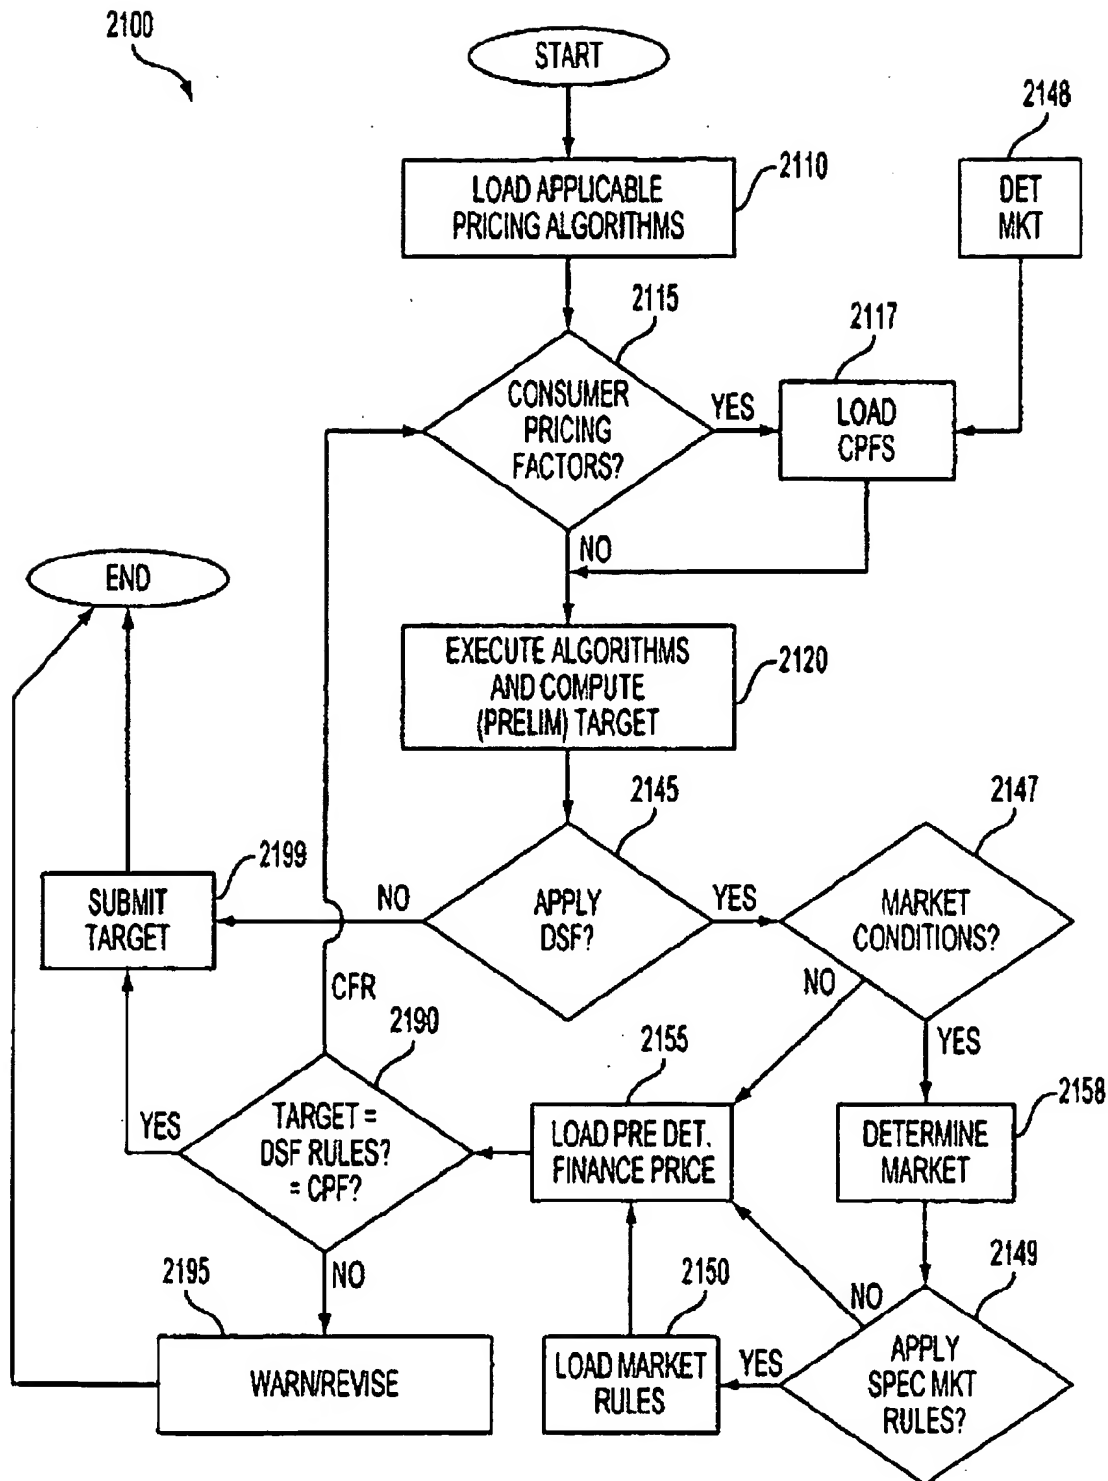 2100
START
2148
DET
MKT
2110
LOAD APPLICABLE
PRICING ALGORITHMS
2115
CONSUMER
PRICING
FACTORS?
YES
2117
LOAD
CPFS
NO
END
EXECUTE ALGORITHMS
AND COMPUTE
(PRELIM) TARGET
2120
2145
APPLY
DSF?
NO
YES
2147
MARKET
CONDITIONS?
NO
YES
2199
SUBMIT
TARGET
CFR
2190
TARGET =
DSF RULES?
= CPF?
YES
NO
2155
LOAD PRE DET.
FINANCE PRICE
2158
DETERMINE
MARKET
2195
WARN/REVISE
2150
LOAD MARKET
RULES
YES
NO
2149
APPLY
SPEC MKT
RULES?